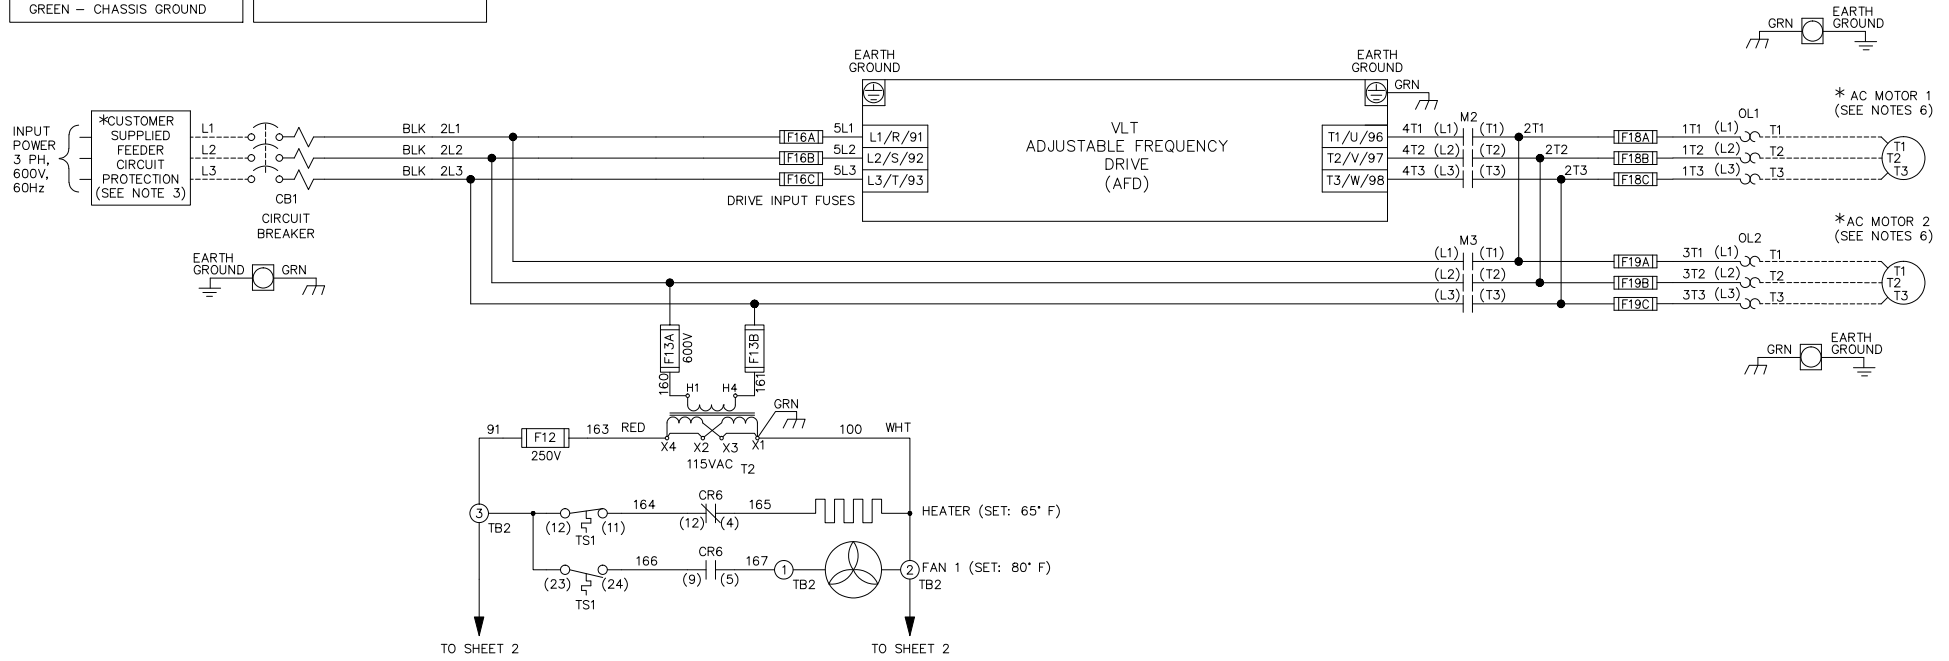 GREEN – CHASSIS GROUND
INPUT
POWER
3 PH,
600V,
60Hz
*CUSTOMER
SUPPLIED
FEEDER
CIRCUIT
PROTECTION
(SEE NOTE 3)
L1
L2
L3
CB1
CIRCUIT
BREAKER
EARTH
GROUND
GRN
BLK 2L1
BLK 2L2
BLK 2L3
F16A
F16B
F16C
5L1
5L2
5L3
DRIVE INPUT FUSES
EARTH
GROUND
L1/R/91
L2/S/92
L3/T/93
VLT
ADJUSTABLE FREQUENCY
DRIVE
(AFD)
EARTH
GROUND
GRN
T1/U/96
T2/V/97
T3/W/98
4T1 (L1)
4T2 (L2)
4T3 (L3)
M2
(T1)
(T2)
(T3)
2T1
2T2
2T3
F18A
F18B
F18C
1T1 (L1)
1T2 (L2)
1T3 (L3)
OL1
T1
T2
T3
GRN
EARTH
GROUND
* AC MOTOR 1
(SEE NOTES 6)
T1
T2
T3
M3
(L1) (T1)
(L2) (T2)
(L3) (T3)
F19A
F19B
F19C
3T1 (L1)
3T2 (L2)
3T3 (L3)
OL2
T1
T2
T3
*AC MOTOR 2
(SEE NOTES 6)
T1
T2
T3
GRN
EARTH
GROUND
F13A
600V
F13B
160
161
H1 H4
GRN
91
F12
250V
163 RED
X4 X2 X3 X1
115VAC T2
100 WHT
3
TB2
(12) (11)
TS1
164
CR6
(12) (4)
165
HEATER (SET: 65° F)
(23) (24)
TS1
166
CR6
(9) (5)
167
1
TB2
2
TB2
FAN 1 (SET: 80° F)
TO SHEET 2
TO SHEET 2